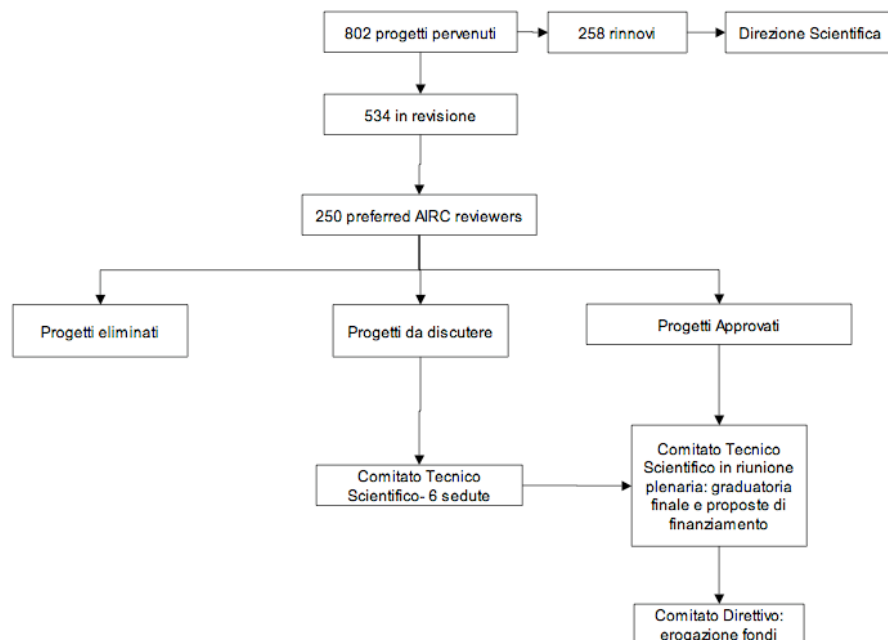 802 progetti pervenuti
258 rinnovi
Direzione Scientifica
534 in revisione
250 preferred AIRC reviewers
Progetti eliminati
Progetti da discutere
Progetti Approvati
Comitato Tecnico
Scientifico- 6 sedute
Comitato Tecnico
Scientifico in riunione
plenaria: graduatoria
finale e proposte di
finanziamento
Comitato Direttivo:
erogazione fondi